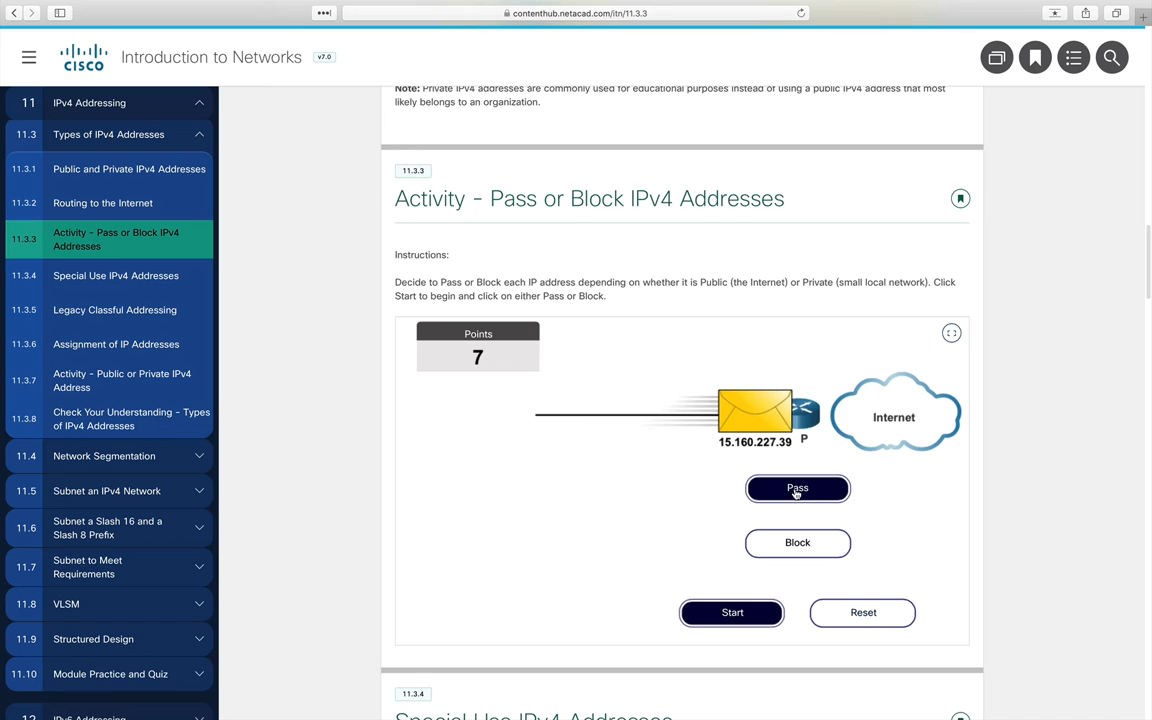 contenthub.netacad.com/itn/11.3.3
CISCO
Introduction to Networks
v7.0
11 IPv4 Addressing
11.3 Types of IPv4 Addresses
11.3.1 Public and Private IPv4 Addresses
11.3.2 Routing to the Internet
11.3.3 Activity - Pass or Block IPv4
Addresses
11.3.4 Special Use IPv4 Addresses
11.3.5 Legacy Classful Addressing
11.3.6 Assignment of IP Addresses
11.3.7 Activity - Public or Private IPv4
Address
11.3.8 Check Your Understanding - Types
of IPv4 Addresses
11.4 Network Segmentation
11.5 Subnet an IPv4 Network
11.6 Subnet a Slash 16 and a
Slash 8 Prefix
11.7 Subnet to Meet
Requirements
11.8 VLSM
11.9 Structured Design
11.10 Module Practice and Quiz
12 IPv6 Addressing
Note: Private IPv4 addresses are commonly used for educational purposes instead of using a public IPv4 address that most
likely belongs to an organization.
11.3.3
Activity - Pass or Block IPv4 Addresses
Instructions:
Decide to Pass or Block each IP address depending on whether it is Public (the Internet) or Private (small local network). Click
Start to begin and click on either Pass or Block.
Points
7
Internet
15.160.227.39 P
Pass
Block
Start Reset
11.3.4
Special Use IPv4 Addresses